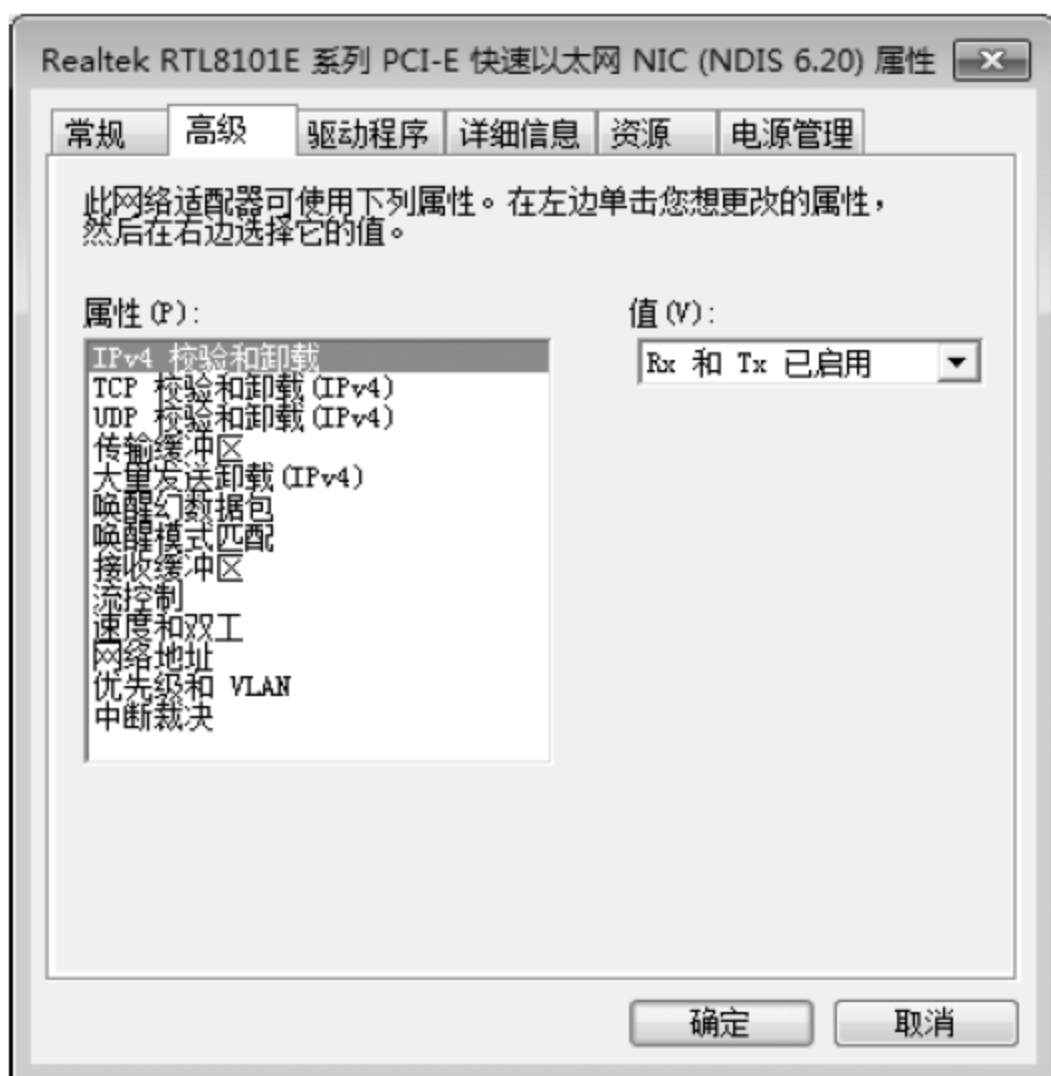 Realtek RTL8101E 系列 PCI-E 快速以太网 NIC (NDIS 6.20) 属性
常规 高级 驱动程序 详细信息 资源 电源管理
此网络适配器可使用下列属性。在左边单击您想更改的属性，
然后在右边选择它的值。
属性(P): 值(V):
IPv4 校验和卸载 Rx 和 Tx 已启用
TCP 校验和卸载(IPv4)
UDP 校验和卸载(IPv4)
传输缓冲区
大量发送卸载(IPv4)
唤醒幻数据包
唤醒模式匹配
接收缓冲区
流控制
速度和双工
网络地址
优先级和 VLAN
中断裁决
确定 取消